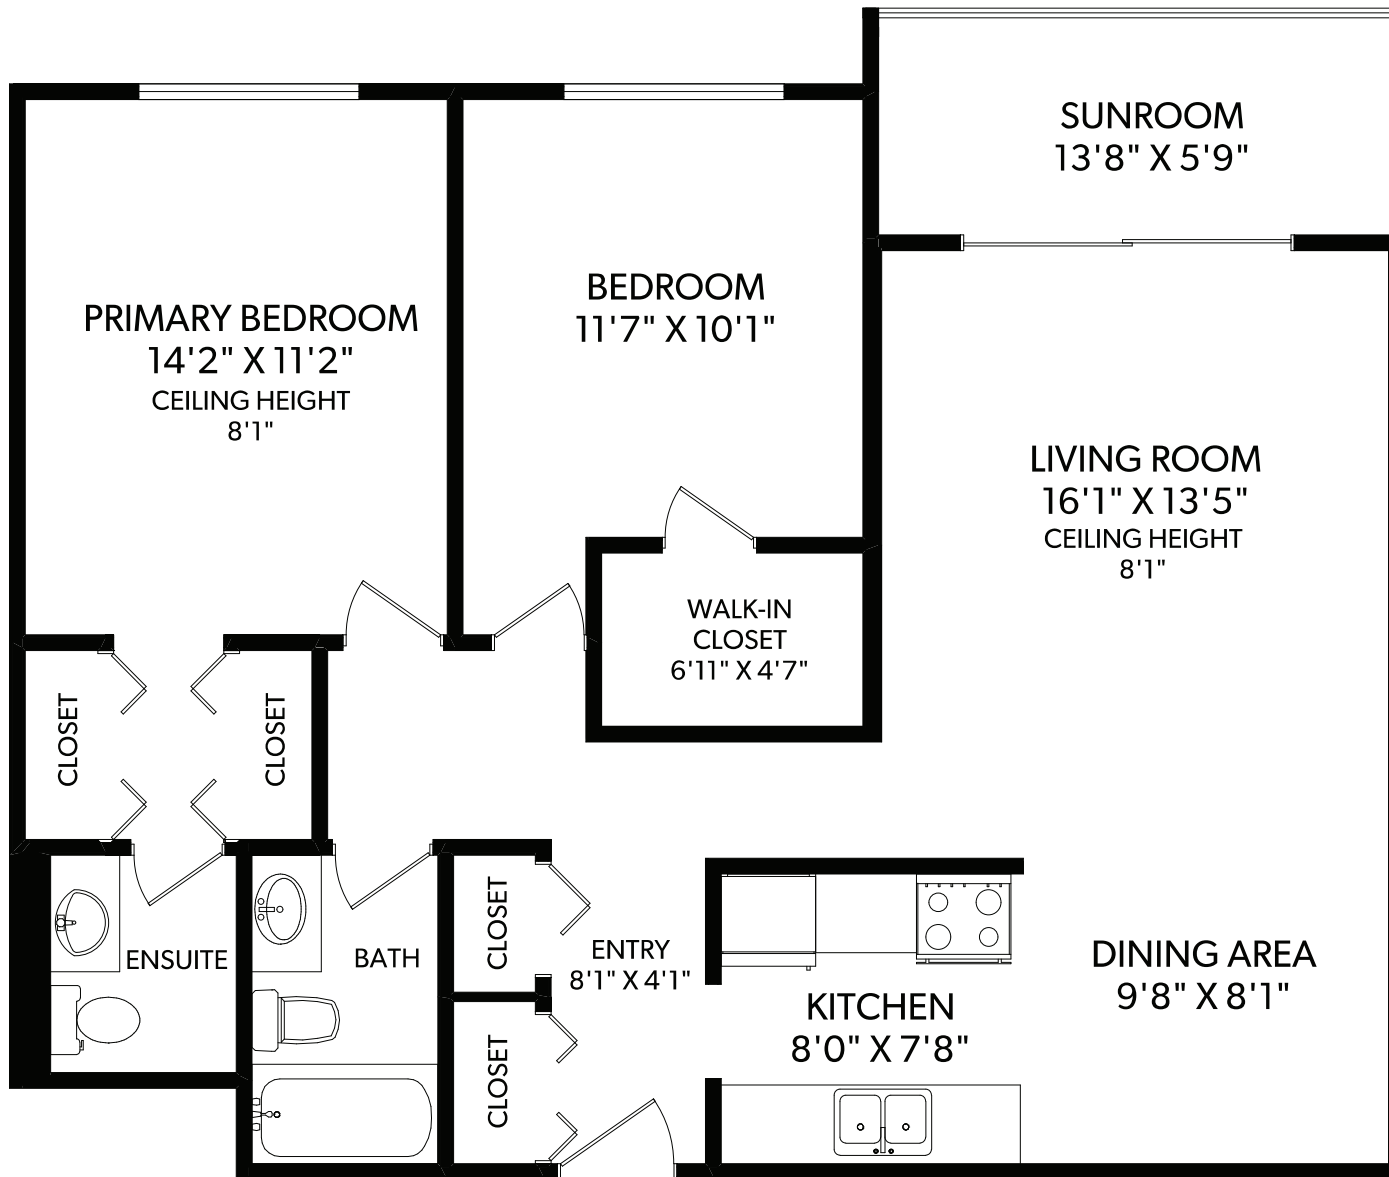 SUNROOM
13'8" X 5'9"
BEDROOM
11'7" X 10'1"
PRIMARY BEDROOM
14'2" X 11'2"
CEILING HEIGHT
8'1"
LIVING ROOM
16'1" X 13'5"
CEILING HEIGHT
8'1"
WALK-IN
CLOSET
6'11" X 4'7"
CLOSET
CLOSET
ENSUITE
BATH
CLOSET
ENTRY
8'1" X 4'1"
CLOSET
KITCHEN
8'0" X 7'8"
DINING AREA
9'8" X 8'1"